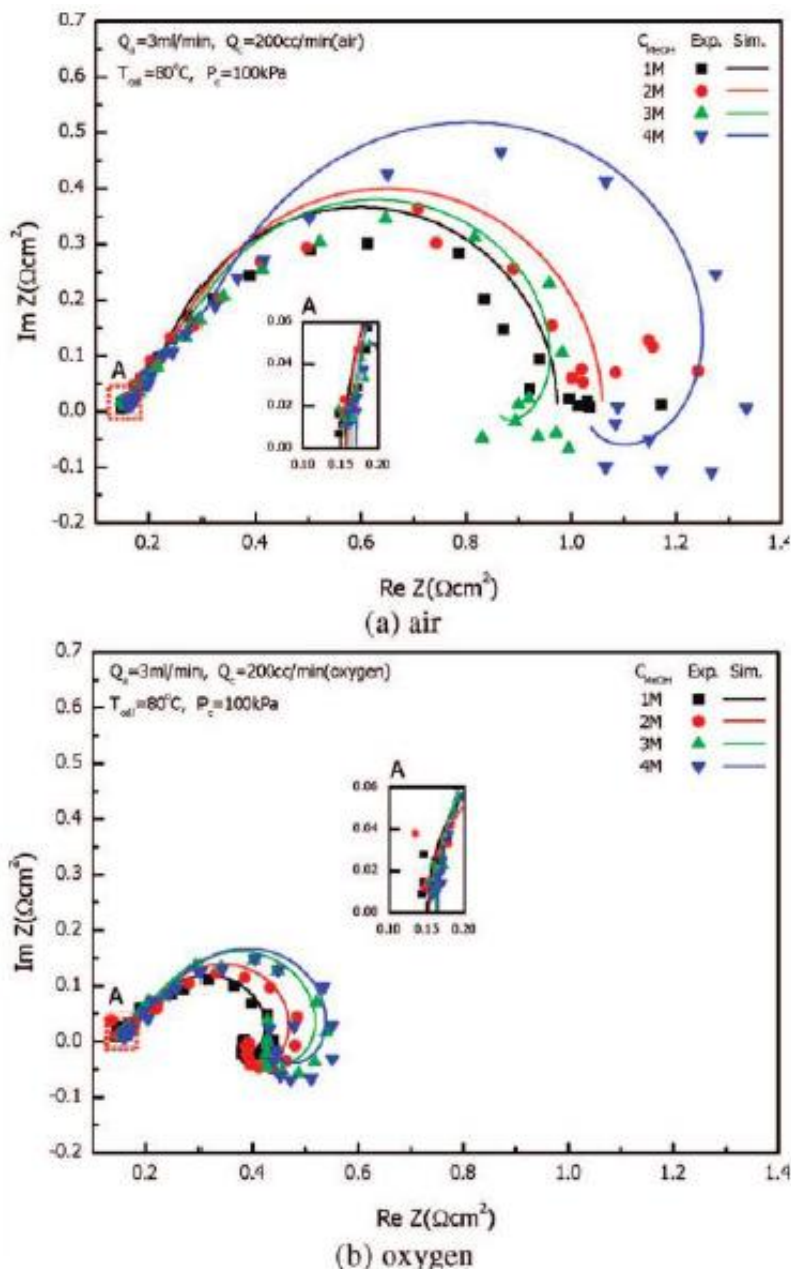 Qₐ=3ml/min, Q_c=200cc/min(air)
T_cell=80°C, P_c=100kPa
C_MeOH Exp. Sim.
1M
2M
3M
4M
0.7
0.6
0.5
0.4
0.3
0.2
0.1
0.0
-0.1
-0.2
Im Z(Ωcm²)
A
A
0.06
0.04
0.02
0.00
0.10 0.15 0.20
0.2 0.4 0.6 0.8 1.0 1.2 1.4
Re Z(Ωcm²)
(a) air
Qₐ=3ml/min, Q_c=200cc/min(oxygen)
T_cell=80°C, P_c=100kPa
C_MeOH Exp. Sim.
1M
2M
3M
4M
0.7
0.6
0.5
0.4
0.3
0.2
0.1
0.0
-0.1
-0.2
Im Z(Ωcm²)
A
0.06
0.04
0.02
0.00
0.10 0.15 0.20
A
0.2 0.4 0.6 0.8 1.0 1.2 1.4
Re Z(Ωcm²)
(b) oxygen